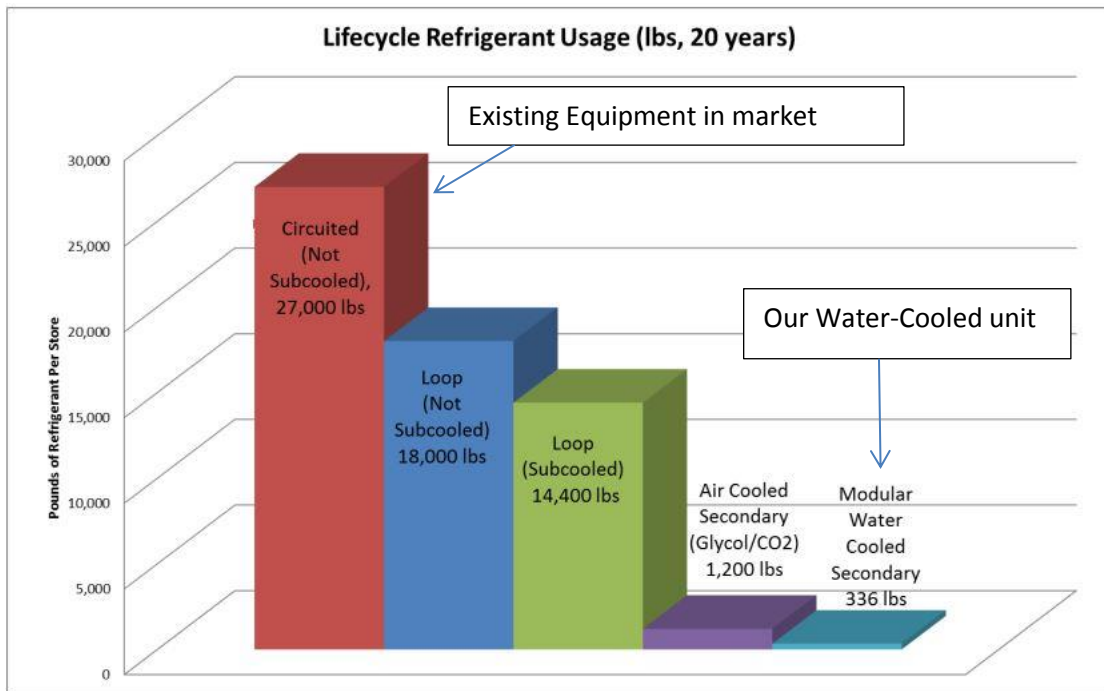 Lifecycle Refrigerant Usage (lbs, 20 years)
Existing Equipment in market
Our Water-Cooled unit
Pounds of Refrigerant Per Store
30,000
25,000
20,000
15,000
10,000
5,000
0
Circuited
(Not
Subcooled),
27,000 lbs
Loop
(Not
Subcooled)
18,000 lbs
Loop
(Subcooled)
14,400 lbs
Air Cooled
Secondary
(Glycol/CO2)
1,200 lbs
Modular
Water
Cooled
Secondary
336 lbs